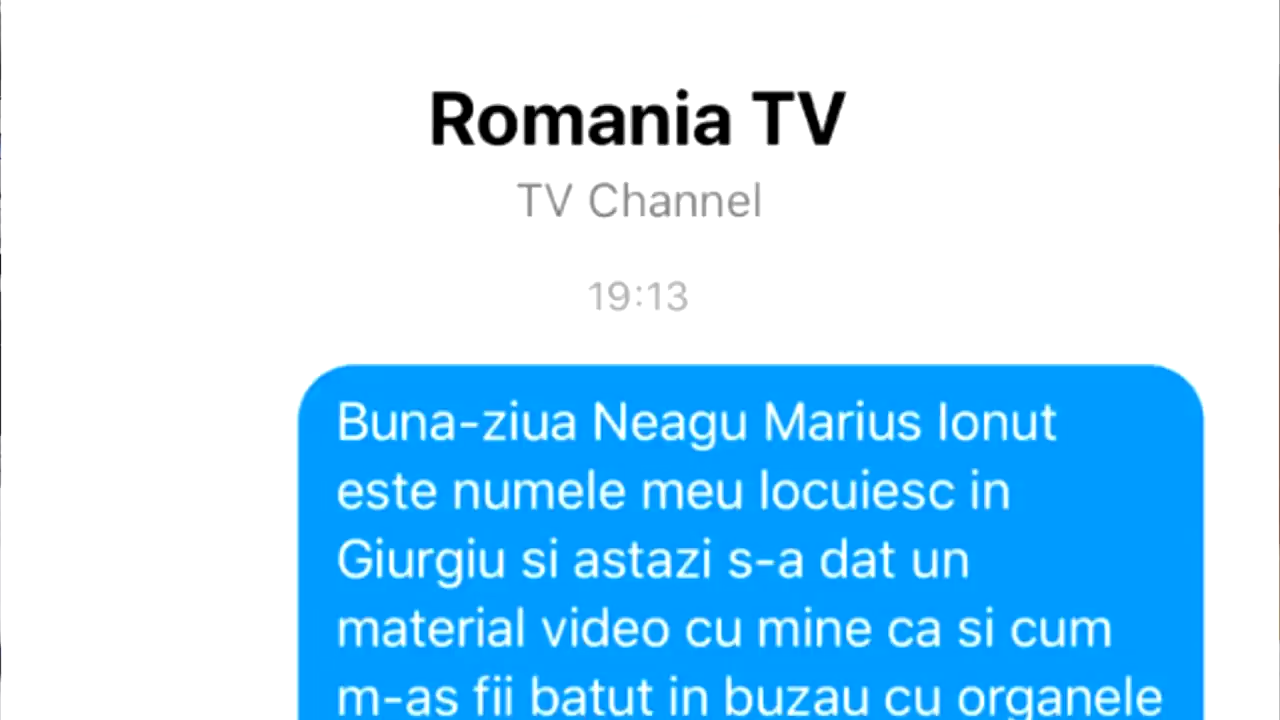 Romania TV
TV Channel
19:13
Buna-ziua Neagu Marius Ionut
este numele meu locuiesc in
Giurgiu si astazi s-a dat un
material video cu mine ca si cum
m-as fii batut in buzau cu organele